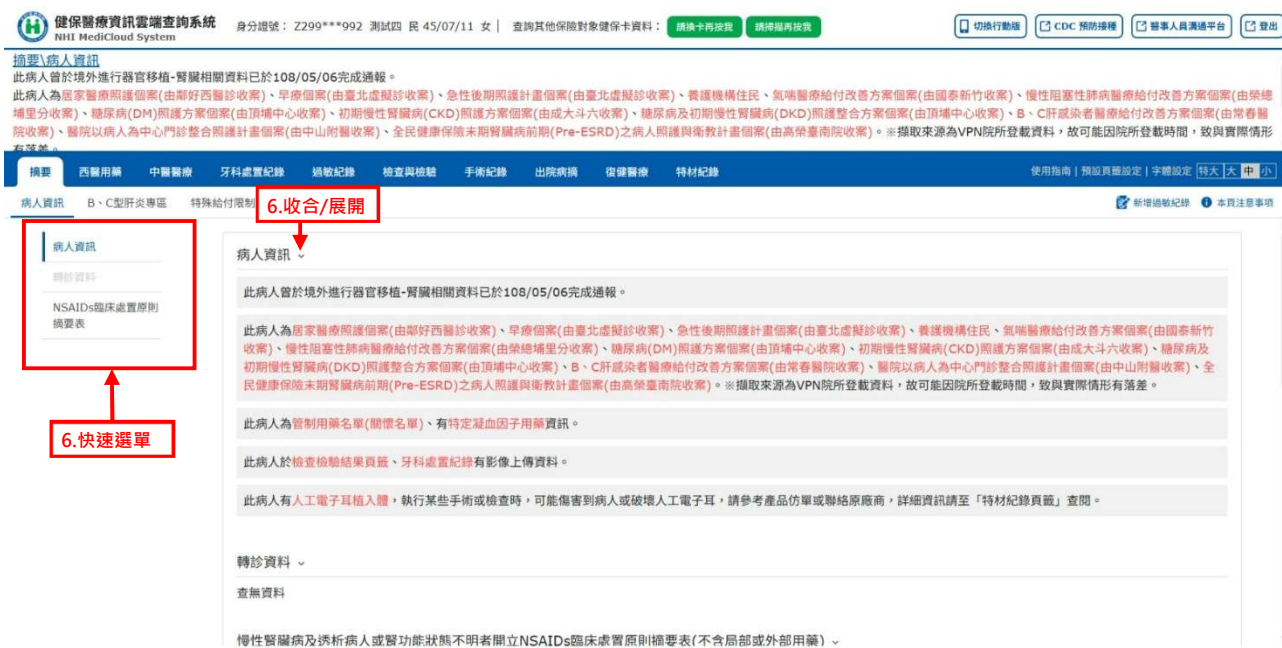 健保醫療資訊雲端查詢系統
NHI MediCloud System
身分證號： Z299***992 測試四 民 45/07/11 女｜ 查詢其他保險對象健保卡資料： 請換卡再按我 請掃描再按我
切換行動版 CDC 預防接種 醫事人員溝通平台 登出
摘要\病人資訊
此病人曾於境外進行器官移植-腎臟相關資料已於108/05/06完成通報。
此病人為居家醫療照護個案(由鄰好西醫診收案)、早療個案(由臺北虛擬診收案)、急性後期照護計畫個案(由臺北虛擬診收案)、養護機構住民、氣喘醫療給付改善方案個案(由國泰新竹收案)、慢性阻塞性肺病醫療給付改善方案個案(由榮總
埔里分收案)、糖尿病(DM)照護方案個案(由頂埔中心收案)、初期慢性腎臟病(CKD)照護方案個案(由成大斗六收案)、糖尿病及初期慢性腎臟病(DKD)照護整合方案個案(由頂埔中心收案)、B、C肝感染者醫療給付改善方案個案(由常春醫
院收案)、醫院以病人為中心門診整合照護計畫個案(由中山附醫收案)、全民健康保險末期腎臟病前期(Pre-ESRD)之病人照護與衛教計畫個案(由高榮臺南院收案)。※擷取來源為VPN院所登載資料，故可能因院所登載時間，致與實際情形
有落差。
摘要 西醫用藥 中醫醫療 牙科處置紀錄 過敏紀錄 檢查與檢驗 手術紀錄 出院病摘 復健醫療 特材紀錄
使用指南 | 預設頁籤設定 | 字體設定 特大 大 中 小
病人資訊 B、C型肝炎專區 特殊給付限制
新增過敏紀錄 本頁注意事項
6.收合/展開
病人資訊
轉診資料
NSAIDs臨床處置原則
摘要表
6.快速選單
病人資訊
此病人曾於境外進行器官移植-腎臟相關資料已於108/05/06完成通報。
此病人為居家醫療照護個案(由鄰好西醫診收案)、早療個案(由臺北虛擬診收案)、急性後期照護計畫個案(由臺北虛擬診收案)、養護機構住民、氣喘醫療給付改善方案個案(由國泰新竹
收案)、慢性阻塞性肺病醫療給付改善方案個案(由榮總埔里分收案)、糖尿病(DM)照護方案個案(由頂埔中心收案)、初期慢性腎臟病(CKD)照護方案個案(由成大斗六收案)、糖尿病及
初期慢性腎臟病(DKD)照護整合方案個案(由頂埔中心收案)、B、C肝感染者醫療給付改善方案個案(由常春醫院收案)、醫院以病人為中心門診整合照護計畫個案(由中山附醫收案)、全
民健康保險末期腎臟病前期(Pre-ESRD)之病人照護與衛教計畫個案(由高榮臺南院收案)。※擷取來源為VPN院所登載資料，故可能因院所登載時間，致與實際情形有落差。
此病人為管制用藥名單(關懷名單)、有特定凝血因子用藥資訊。
此病人於檢查檢驗結果頁籤、牙科處置紀錄有影像上傳資料。
此病人有人工電子耳植入體，執行某些手術或檢查時，可能傷害到病人或破壞人工電子耳，請參考產品仿單或聯絡原廠商，詳細資訊請至「特材紀錄頁籤」查閱。
轉診資料
查無資料
慢性腎臟病及透析病人或腎功能狀態不明者開立NSAIDs臨床處置原則摘要表(不含局部或外部用藥)